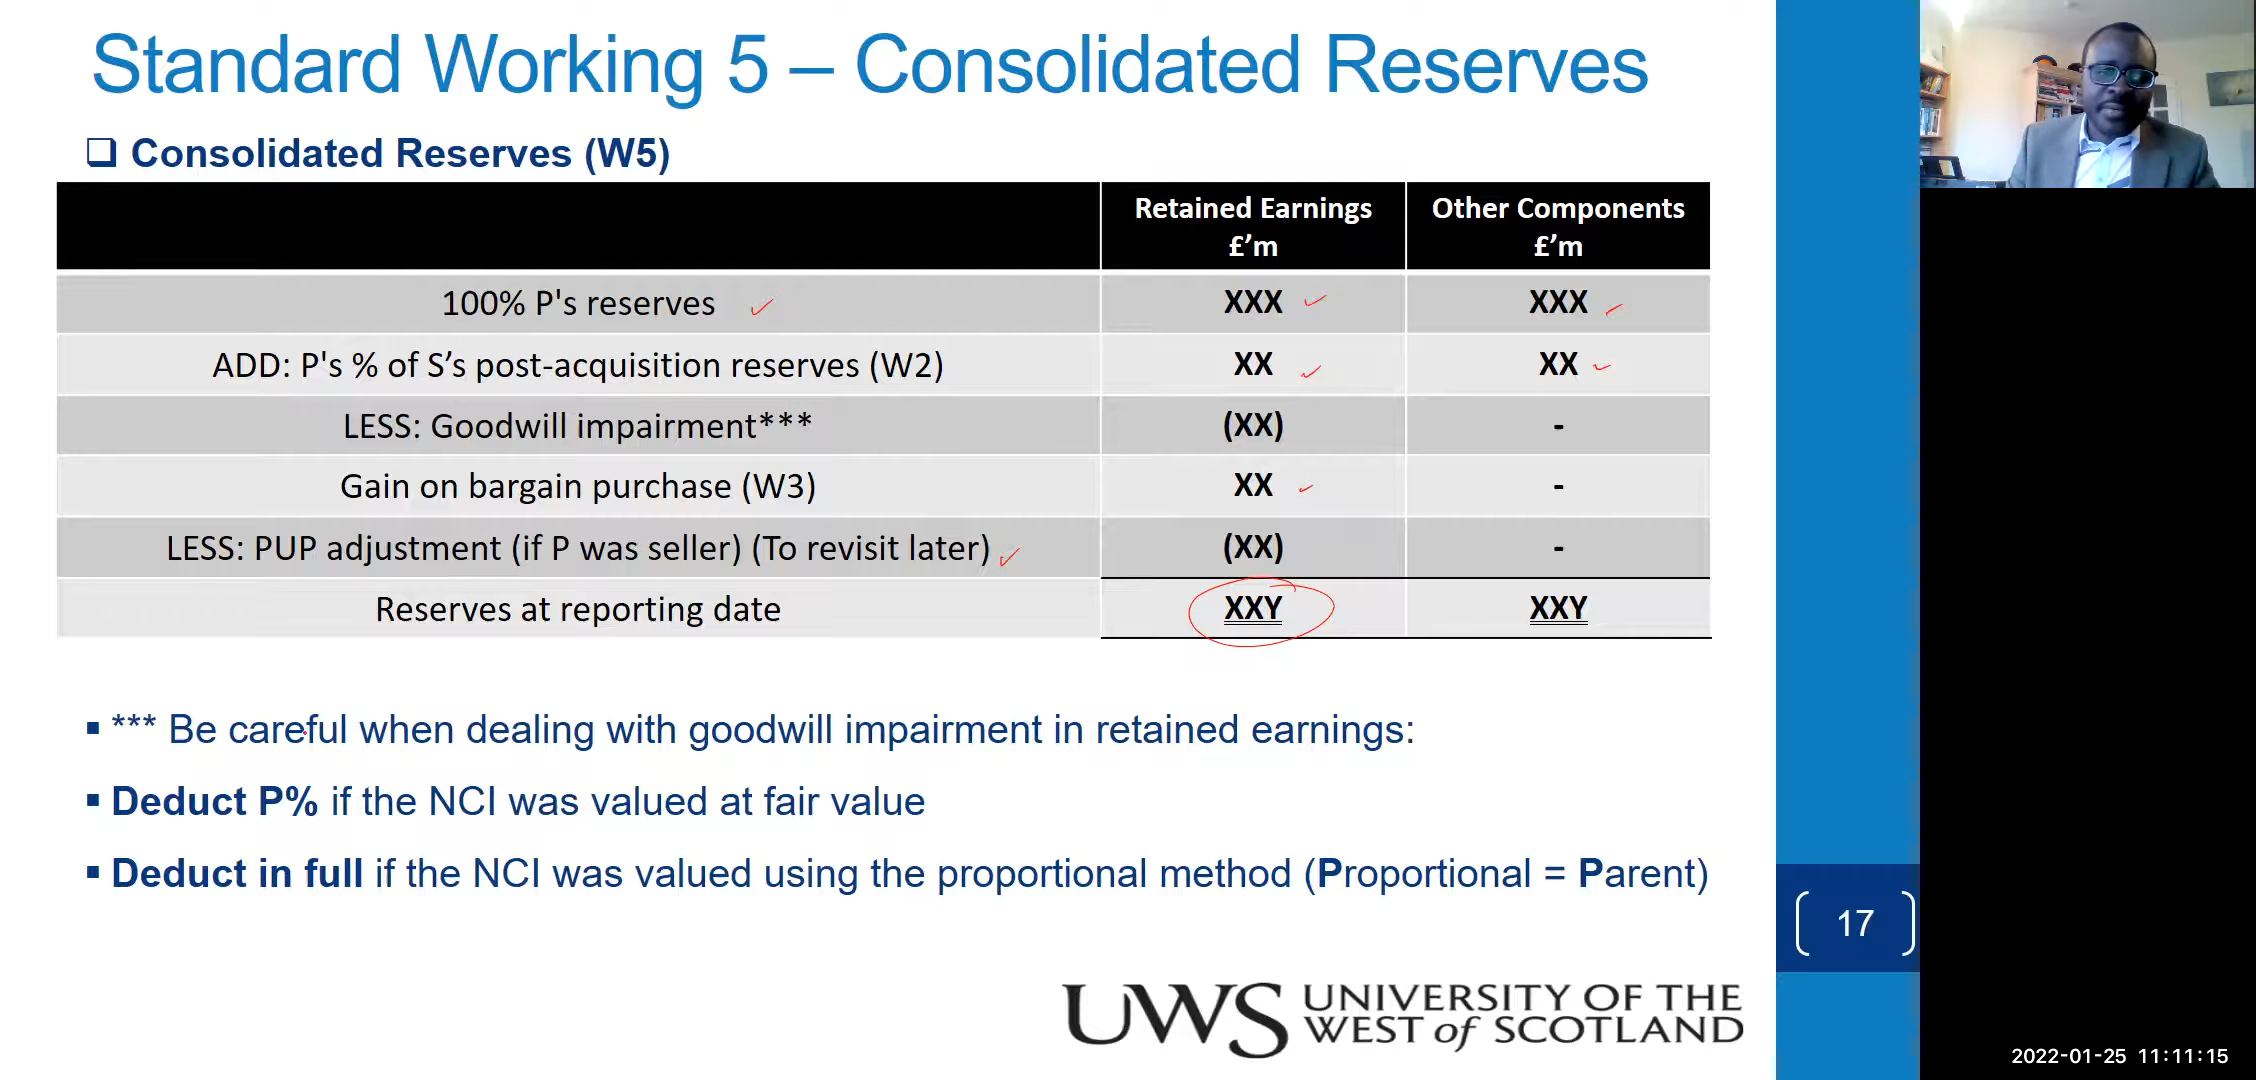 Standard Working 5 – Consolidated Reserves
❑ Consolidated Reserves (W5)
Retained Earnings £’m Other Components £’m
100% P's reserves XXX XXX
ADD: P's % of S’s post-acquisition reserves (W2) XX XX
LESS: Goodwill impairment*** (XX) -
Gain on bargain purchase (W3) XX -
LESS: PUP adjustment (if P was seller) (To revisit later) (XX) -
Reserves at reporting date XXY XXY
▪ *** Be careful when dealing with goodwill impairment in retained earnings:
▪ Deduct P% if the NCI was valued at fair value
▪ Deduct in full if the NCI was valued using the proportional method (Proportional = Parent)
17
UWS UNIVERSITY OF THE
WEST of SCOTLAND
2022-01-25 11:11:15